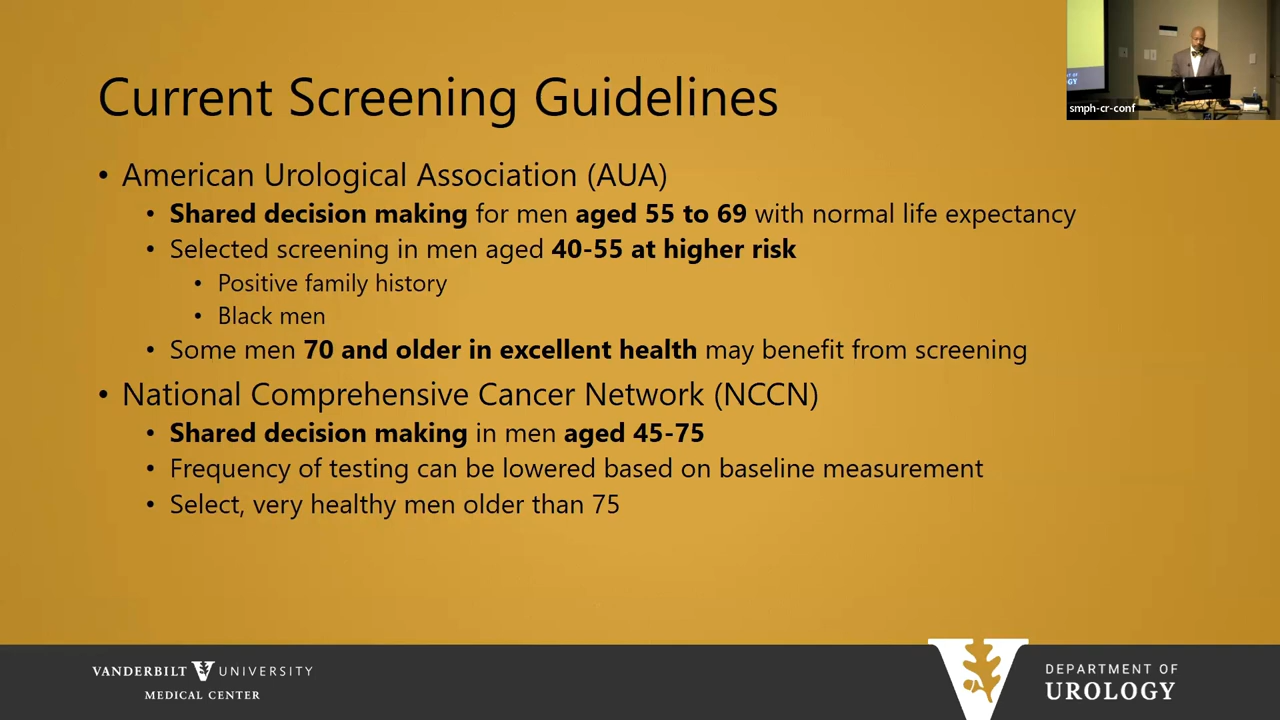 Current Screening Guidelines
smph-cr-conf
• American Urological Association (AUA)
• Shared decision making for men aged 55 to 69 with normal life expectancy
• Selected screening in men aged 40-55 at higher risk
• Positive family history
• Black men
• Some men 70 and older in excellent health may benefit from screening
• National Comprehensive Cancer Network (NCCN)
• Shared decision making in men aged 45-75
• Frequency of testing can be lowered based on baseline measurement
• Select, very healthy men older than 75
VANDERBILT V UNIVERSITY
MEDICAL CENTER
DEPARTMENT OF
UROLOGY